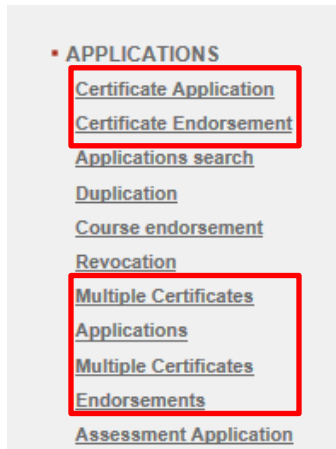 APPLICATIONS
Certificate Application
Certificate Endorsement
Applications search
Duplication
Course endorsement
Revocation
Multiple Certificates
Applications
Multiple Certificates
Endorsements
Assessment Application